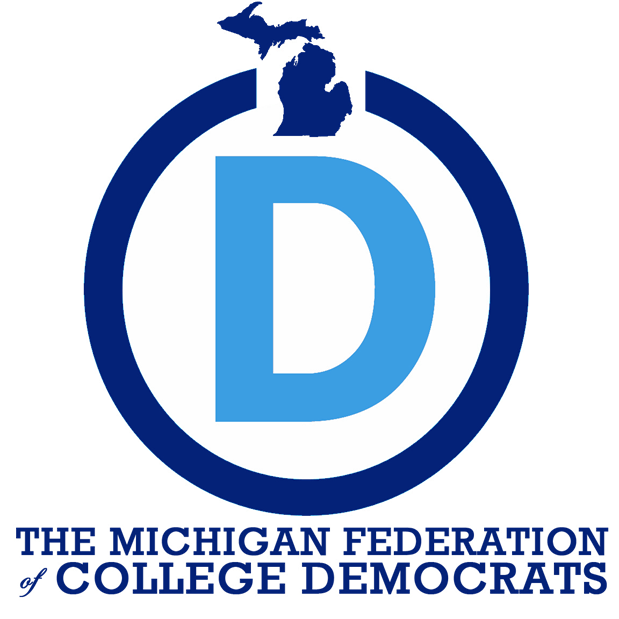 D
THE MICHIGAN FEDERATION
of COLLEGE DEMOCRATS